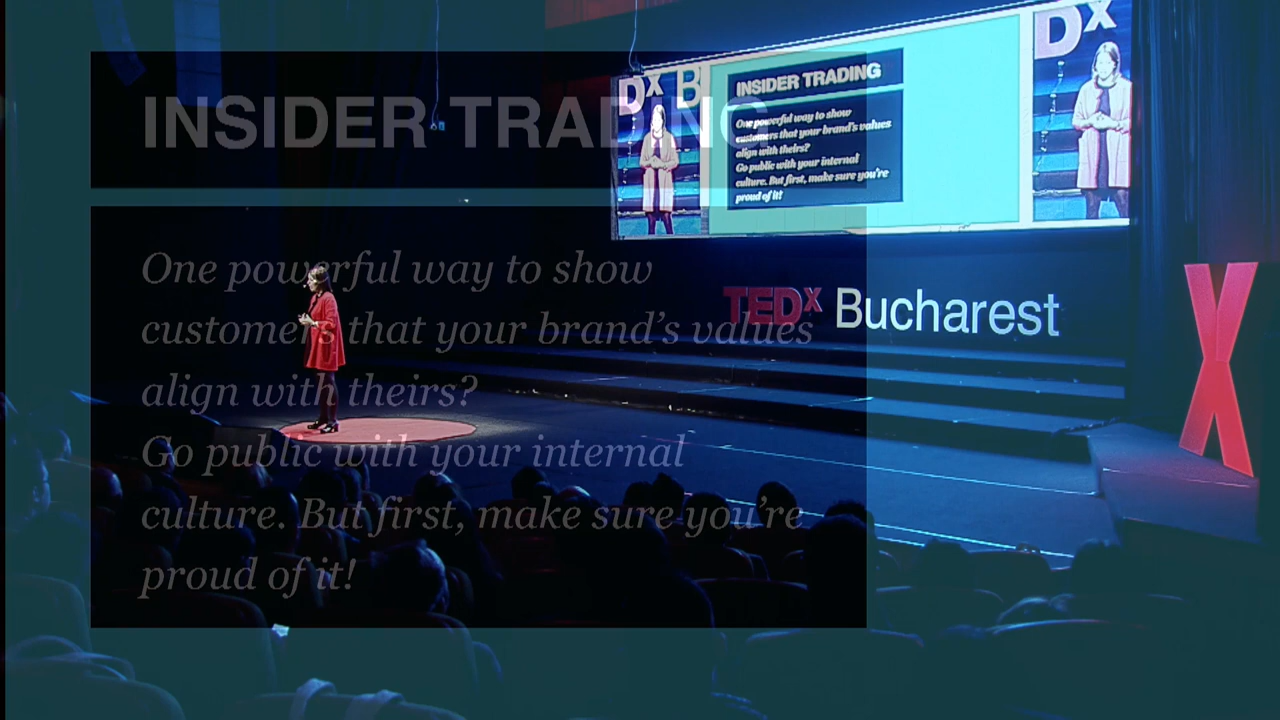 INSIDER TRADING
One powerful way to show
customers that your brand's values
align with theirs?
Go public with your internal
culture. But first, make sure you're
proud of it!
Dx B
INSIDER TRADING
One powerful way to show
customers that your brand's values
align with theirs?
Go public with your internal
culture. But first, make sure you're
proud of it!
Dx
TEDx Bucharest
X